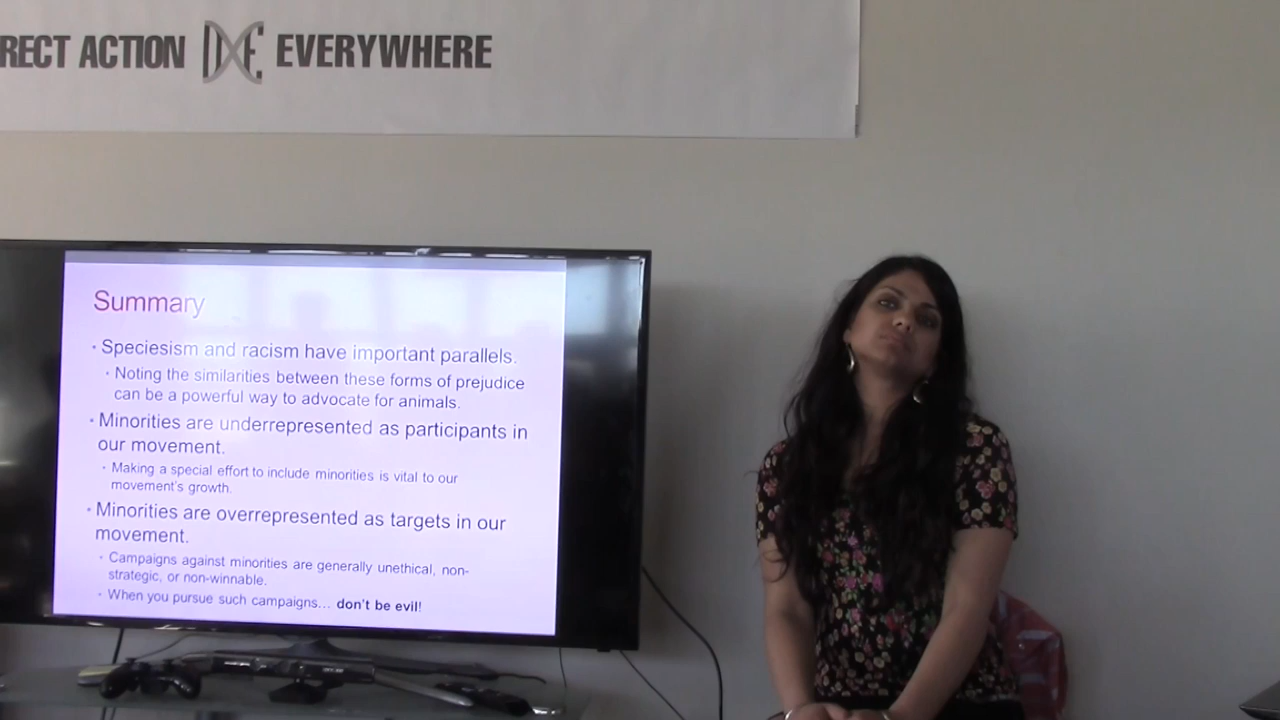 RECT ACTION DxE EVERYWHERE
Summary
• Speciesism and racism have important parallels.
• Noting the similarities between these forms of prejudice
can be a powerful way to advocate for animals.
• Minorities are underrepresented as participants in
our movement.
• Making a special effort to include minorities is vital to our
movement's growth.
• Minorities are overrepresented as targets in our
movement.
• Campaigns against minorities are generally unethical, non-
strategic, or non-winnable.
• When you pursue such campaigns... don't be evil!